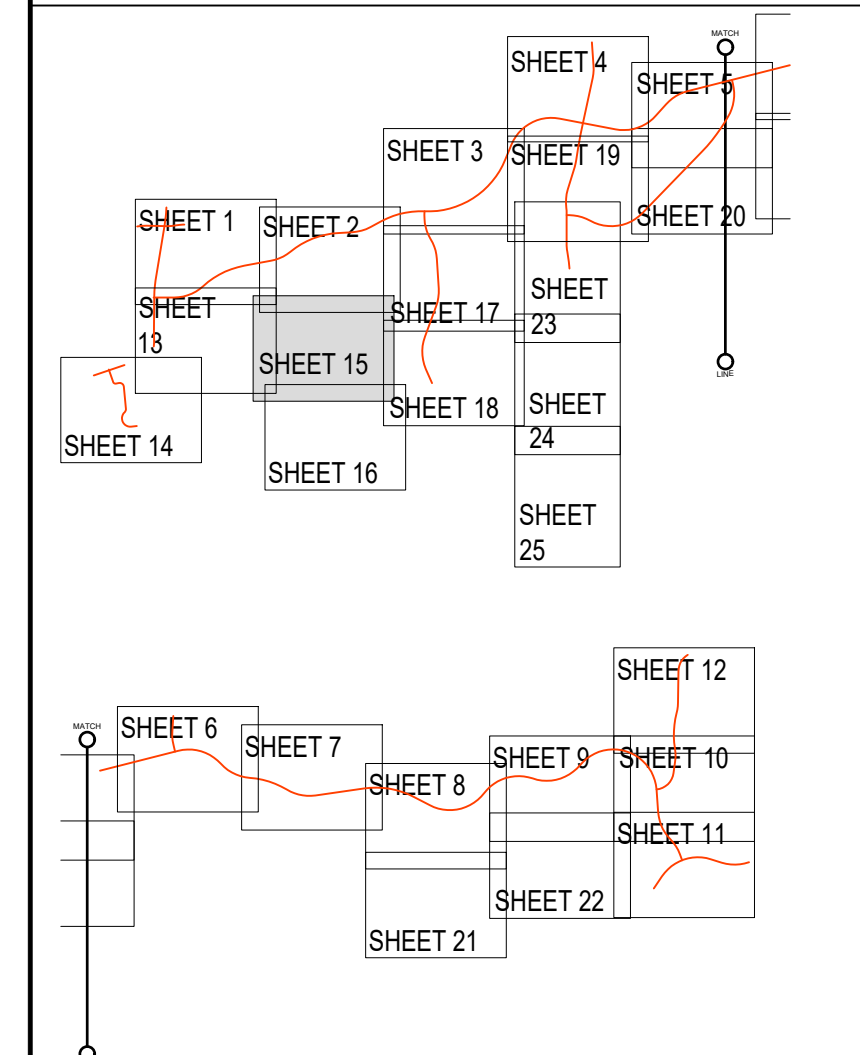 MATCH
SHEET 4
SHEET 5
SHEET 3
SHEET 19
SHEET 1
SHEET 2
SHEET 20
SHEET
13
SHEET 17
SHEET
23
SHEET 15
LINE
SHEET 18
SHEET
24
SHEET 14
SHEET 16
SHEET
25
SHEET 12
MATCH
SHEET 6
SHEET 7
SHEET 9
SHEET 10
SHEET 8
SHEET 11
SHEET 22
SHEET 21